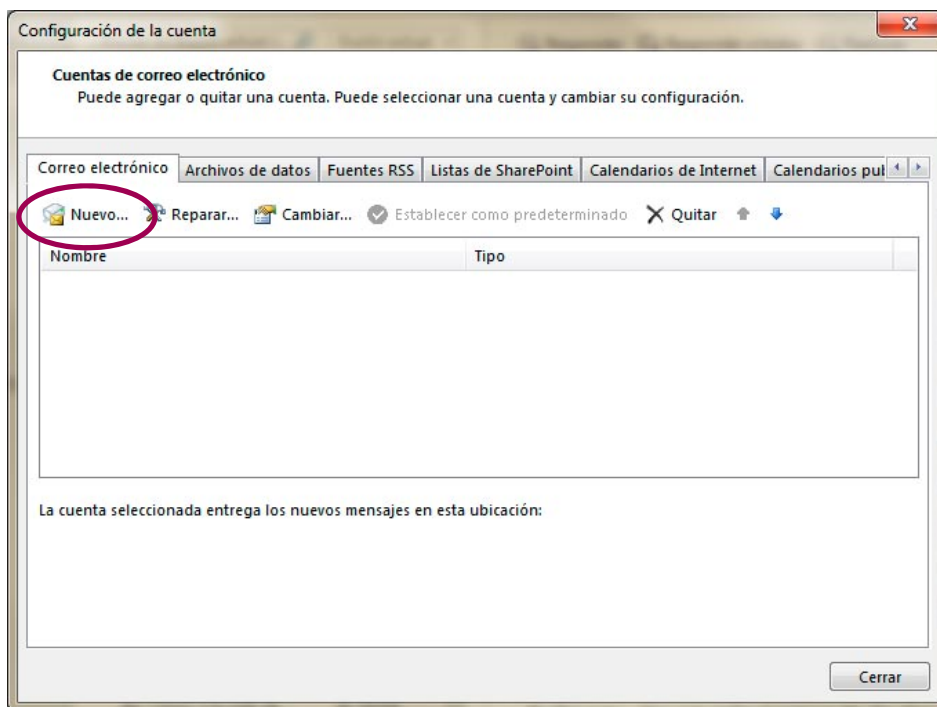 Configuración de la cuenta
Cuentas de correo electrónico
Puede agregar o quitar una cuenta. Puede seleccionar una cuenta y cambiar su configuración.
Correo electrónico Archivos de datos Fuentes RSS Listas de SharePoint Calendarios de Internet Calendarios pul
Nuevo... Reparar... Cambiar... Establecer como predeterminado Quitar
Nombre Tipo
La cuenta seleccionada entrega los nuevos mensajes en esta ubicación:
Cerrar